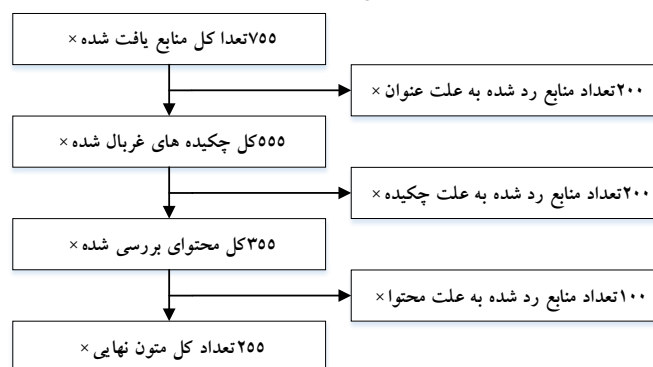 ۷۵۵تعدا کل منابع یافت شده ×
۲۰۰تعداد منابع رد شده به علت عنوان ×
۵۵۵کل چکیده های غربال شده ×
۲۰۰تعداد منابع رد شده به علت چکیده ×
۳۵۵کل محتوای بررسی شده ×
۱۰۰تعداد منابع رد شده به علت محتوا ×
۲۵۵تعداد کل متون نهایی ×